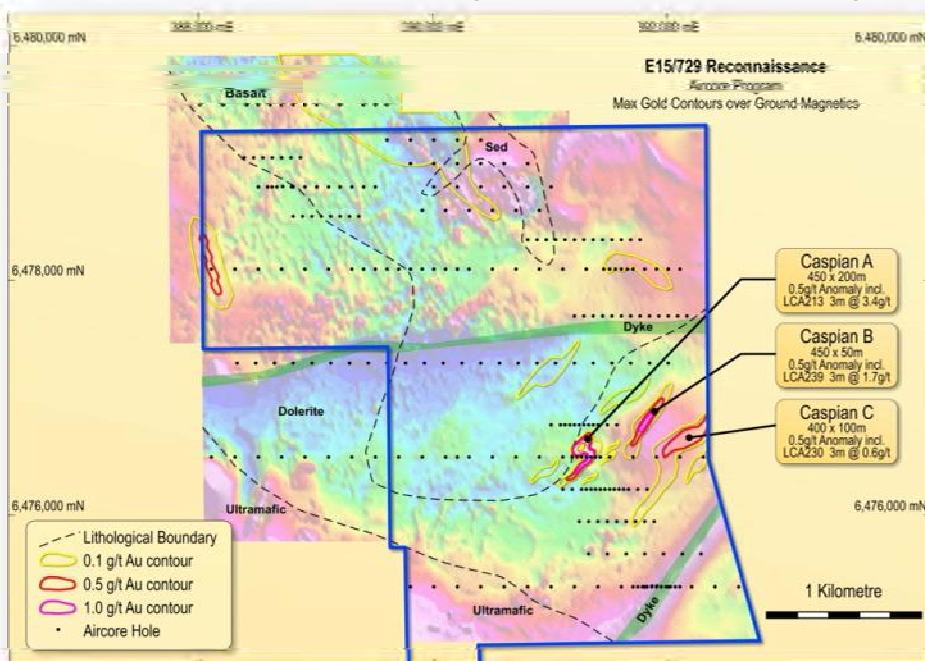 6,480,000 mN
6,480,000 mN
E15/729 Reconnaissance
Aircore Program
Max Gold Contours over Ground Magnetics
Basalt
Sed
6,478,000 mN
Caspian A
450 x 200m
0.5g/t Anomaly incl.
LCA213 3m @ 3.4g/t
Dyke
Caspian B
450 x 50m
0.5g/t Anomaly incl.
LCA239 3m @ 1.7g/t
Dolerite
Caspian C
400 x 100m
0.5g/t Anomaly incl.
LCA230 3m @ 0.6g/t
6,476,000 mN
6,476,000 mN
Ultramafic
Lithological Boundary
0.1 g/t Au contour
0.5 g/t Au contour
1.0 g/t Au contour
Aircore Hole
Ultramafic
Dyke
1 Kilometre